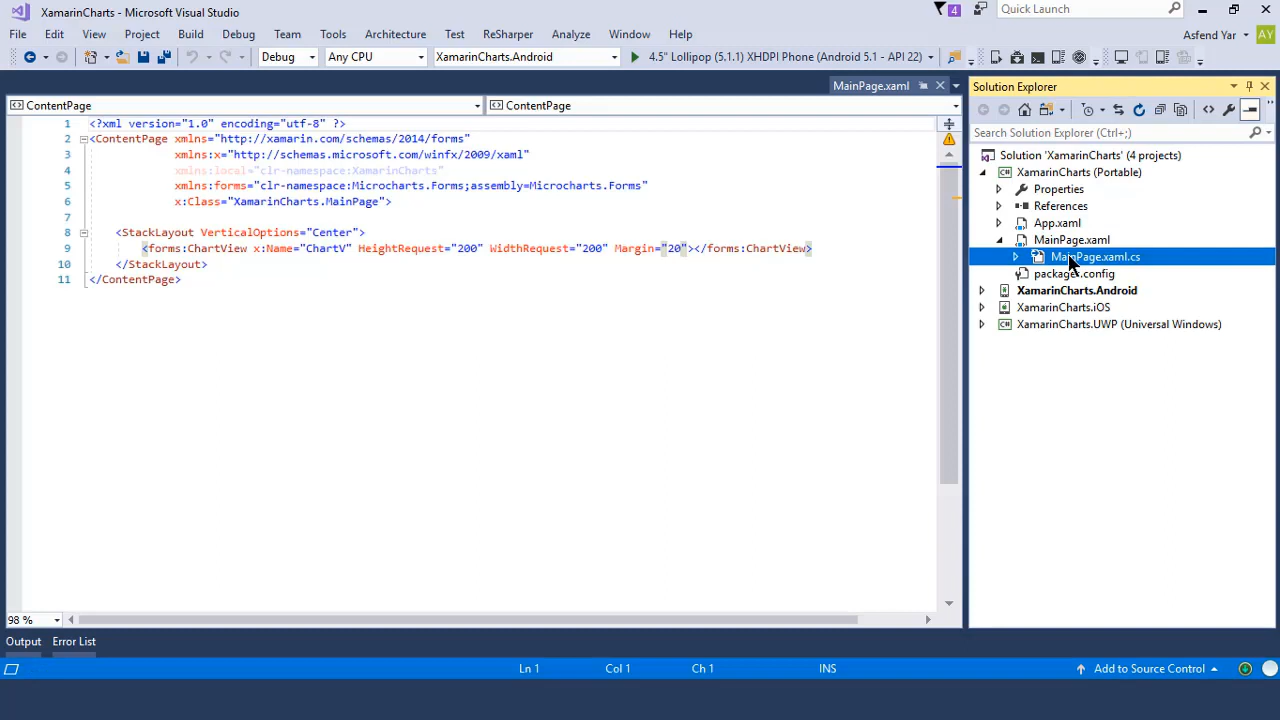 XamarinCharts - Microsoft Visual Studio
4
Quick Launch
File Edit View Project Build Debug Team Tools Architecture Test ReSharper Analyze Window Help
Asfend Yar AY
Debug Any CPU XamarinCharts.Android 4.5" Lollipop (5.1.1) XHDPI Phone (Android 5.1 - API 22)
MainPage.xaml
ContentPage ContentPage
1 <?xml version="1.0" encoding="utf-8" ?>
2 <ContentPage xmlns="http://xamarin.com/schemas/2014/forms"
3 xmlns:x="http://schemas.microsoft.com/winfx/2009/xaml"
4 xmlns:local="clr-namespace:XamarinCharts"
5 xmlns:forms="clr-namespace:Microcharts.Forms;assembly=Microcharts.Forms"
6 x:Class="XamarinCharts.MainPage">
7
8 <StackLayout VerticalOptions="Center">
9 <forms:ChartView x:Name="ChartV" HeightRequest="200" WidthRequest="200" Margin="20"></forms:ChartView>
10 </StackLayout>
11 </ContentPage>
98 %
Solution Explorer
Search Solution Explorer (Ctrl+;)
Solution 'XamarinCharts' (4 projects)
XamarinCharts (Portable)
Properties
References
App.xaml
MainPage.xaml
MainPage.xaml.cs
packages.config
XamarinCharts.Android
XamarinCharts.iOS
XamarinCharts.UWP (Universal Windows)
Output Error List
Ln 1 Col 1 Ch 1 INS Add to Source Control